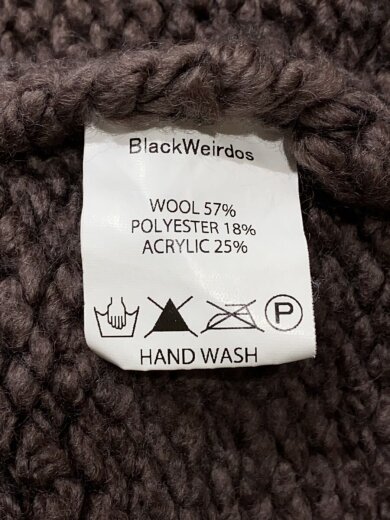 BlackWeirdos
WOOL 57%
POLYESTER 18%
ACRYLIC 25%
P
HAND WASH